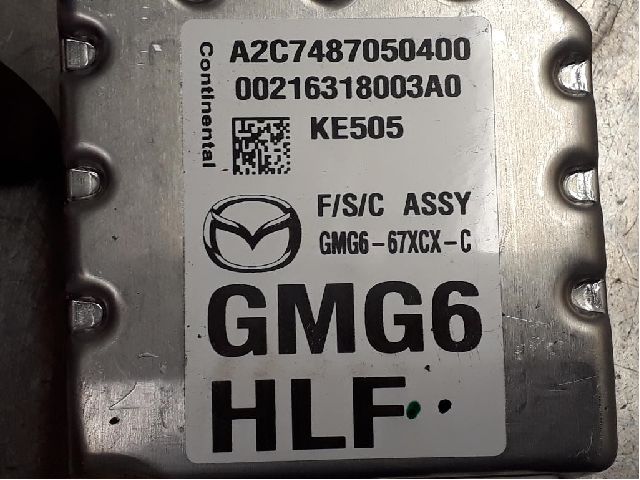 Continental
A2C7487050400
00216318003A0
KE505
F/S/C ASSY
GMG6-67XCX-C
GMG6
HLF